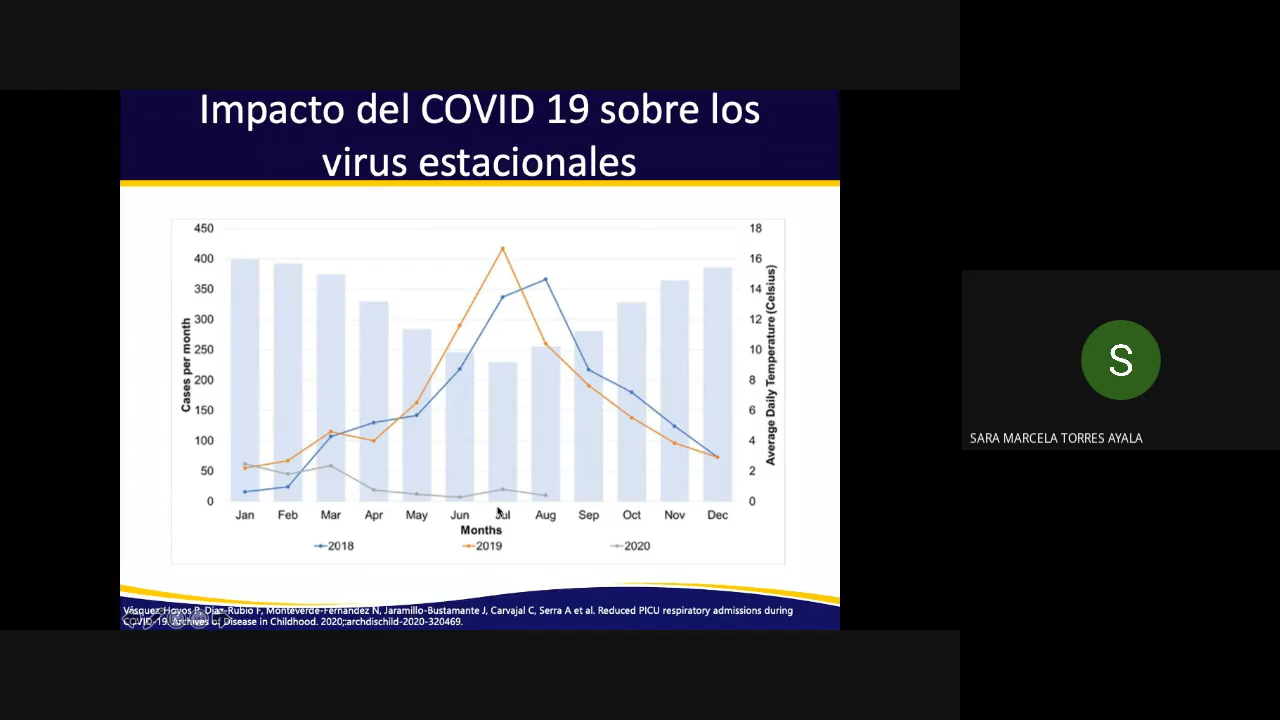 Impacto del COVID 19 sobre los
virus estacionales
450
400
350
300
250
200
150
100
50
0
Cases per month
18
16
14
12
10
8
6
4
2
0
Average Daily Temperature (Celsius)
Jan Feb Mar Apr May Jun Jul Aug Sep Oct Nov Dec
Months
2018 2019 2020
Vásquez-Hoyos P, Diaz-Rubio F, Monteverde-Fernandez N, Jaramillo-Bustamante J, Carvajal C, Serra A et al. Reduced PICU respiratory admissions during
COVID-19. Archives of Disease in Childhood. 2020;:archdischild-2020-320469.
S
SARA MARCELA TORRES AYALA